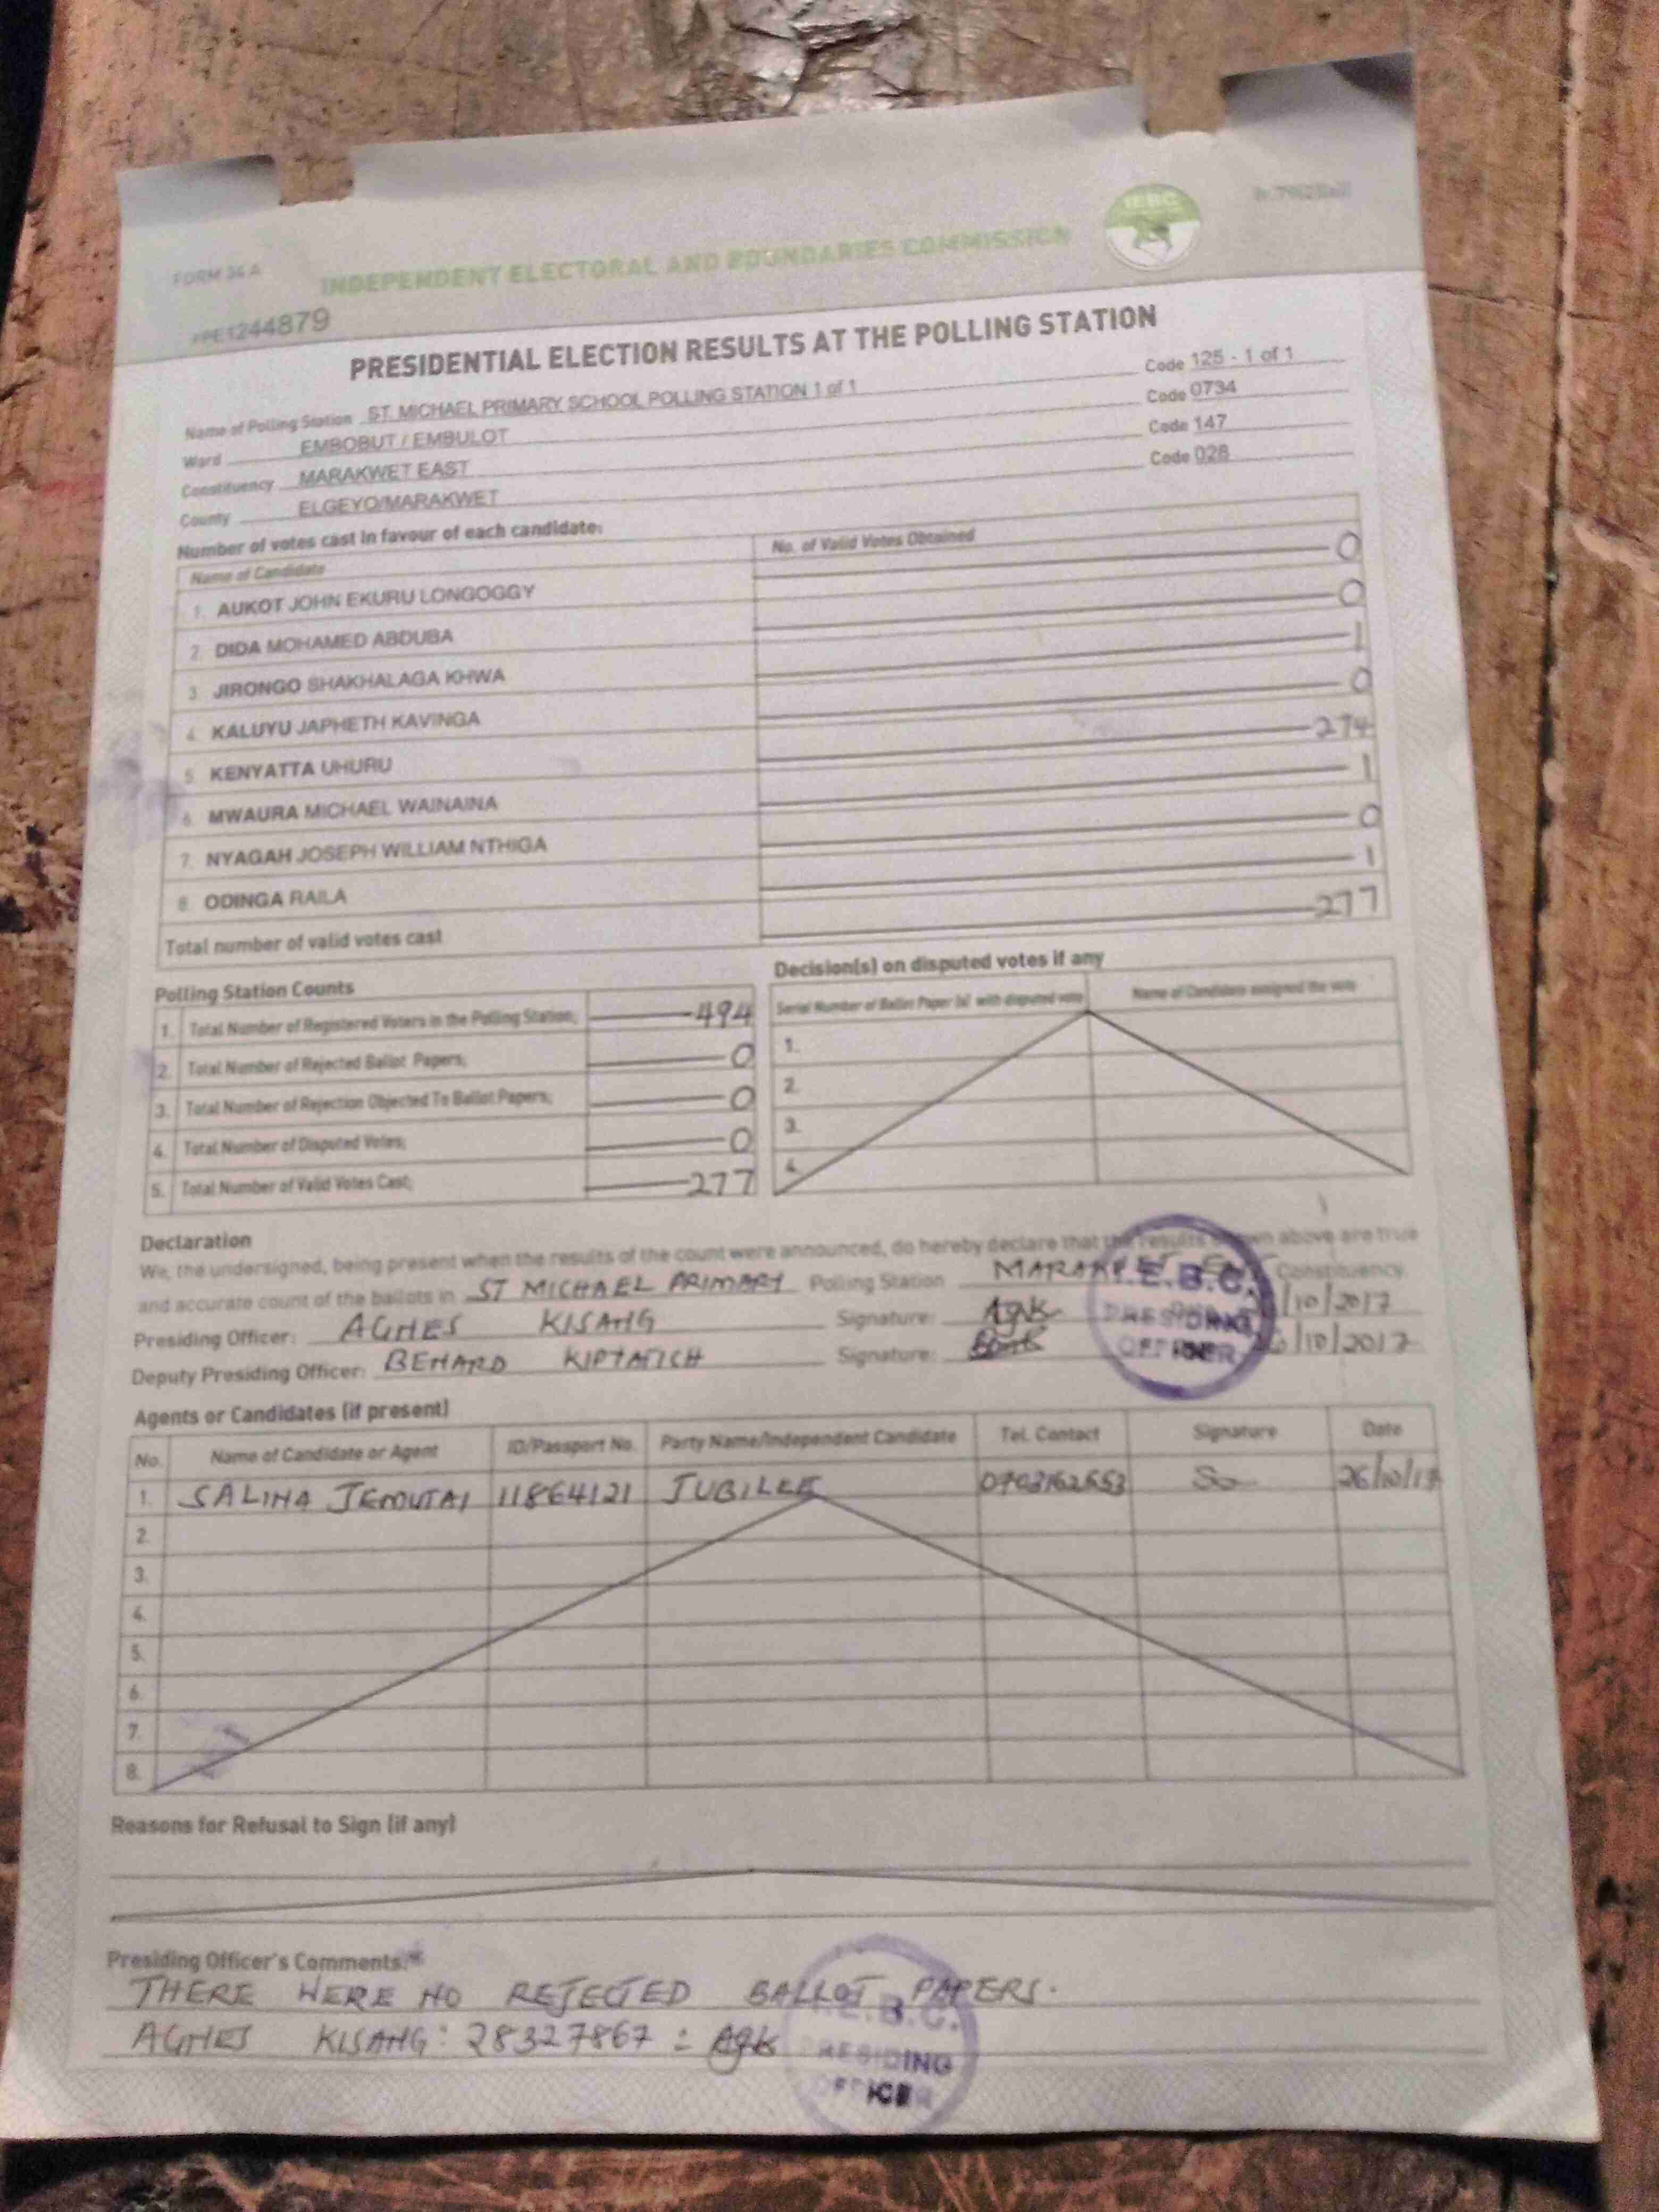 FORM 34 A
INDEPENDENT ELECTORAL AND BOUNDARIES COMMISSION
IEBC
1244879
PRESIDENTIAL ELECTION RESULTS AT THE POLLING STATION
Name of Polling Station ST. MICHAEL PRIMARY SCHOOL POLLING STATION 1 of 1 Code 125 - 1 of 1
Ward EMBOBUT / EMBULOT Code 0734
Constituency MARAKWET EAST Code 147
County ELGEYO/MARAKWET Code 028
Number of votes cast in favour of each candidate:
Name of Candidate No. of Valid Votes Obtained
1. AUKOT JOHN EKURU LONGOGGY 0
2. DIDA MOHAMED ABDUBA 0
3. JIRONGO SHAKHALAGA KHWA 1
4. KALUYU JAPHETH KAVINGA 0
5. KENYATTA UHURU 274
6. MWAURA MICHAEL WAINAINA 1
7. NYAGAH JOSEPH WILLIAM NTHIGA 0
8. ODINGA RAILA 1
Total number of valid votes cast 277
Polling Station Counts
1. Total Number of Registered Voters in the Polling Station; 494
2. Total Number of Rejected Ballot Papers; 0
3. Total Number of Rejection Objected To Ballot Papers; 0
4. Total Number of Disputed Votes; 0
5. Total Number of Valid Votes Cast; 277
Decision(s) on disputed votes if any
Serial Number of Ballot Paper (s) with disputed vote Name of Candidate assigned the vote
1.
2.
3.
4.
Declaration
We, the undersigned, being present when the results of the count were announced, do hereby declare that the results shown above are true
and accurate count of the ballots in ST MICHAEL PRIMARY Polling Station MARAKWET EAST Constituency.
Presiding Officer: AGNES KISANG Signature: Agk /10/2017
Deputy Presiding Officer: BENARD KIPTATICH Signature: 26/10/2017
I.E.B.C.
PRESIDING
OFFICER
Agents or Candidates (if present)
No. Name of Candidate or Agent ID/Passport No. Party Name/Independent Candidate Tel. Contact Signature Date
1. SALINA JEMUTAI 11864121 JUBILEE 0703162553 26/10/17
2.
3.
4.
5.
6.
7.
8.
Reasons for Refusal to Sign (if any)
Presiding Officer's Comments:
THERE WERE NO REJECTED BALLOT PAPERS.
AGNES KISANG: 28327867 : Agk
I.E.B.C.
PRESIDING
OFFICER